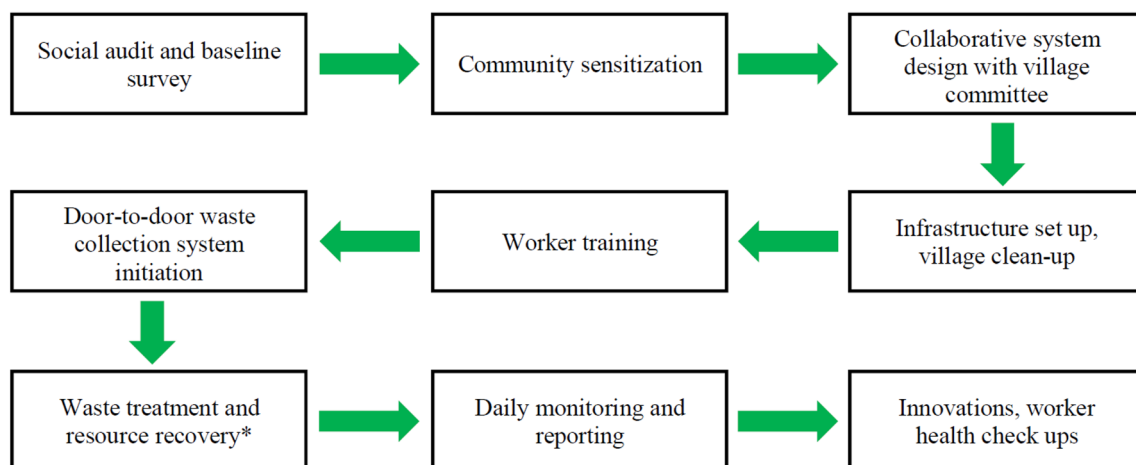 Social audit and baseline
survey
Community sensitization
Collaborative system
design with village
committee
Infrastructure set up,
village clean-up
Worker training
Door-to-door waste
collection system
initiation
Waste treatment and
resource recovery*
Daily monitoring and
reporting
Innovations, worker
health check ups